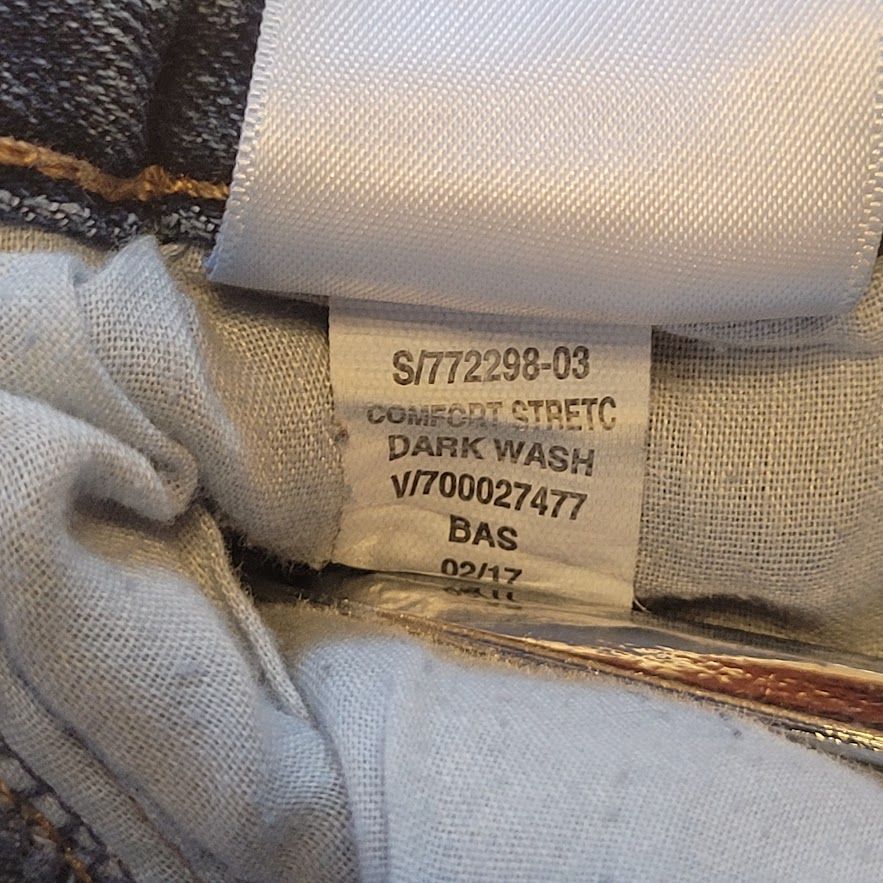 S/772298-03
COMFORT STRETC
DARK WASH
V/700027477
BAS
02/17